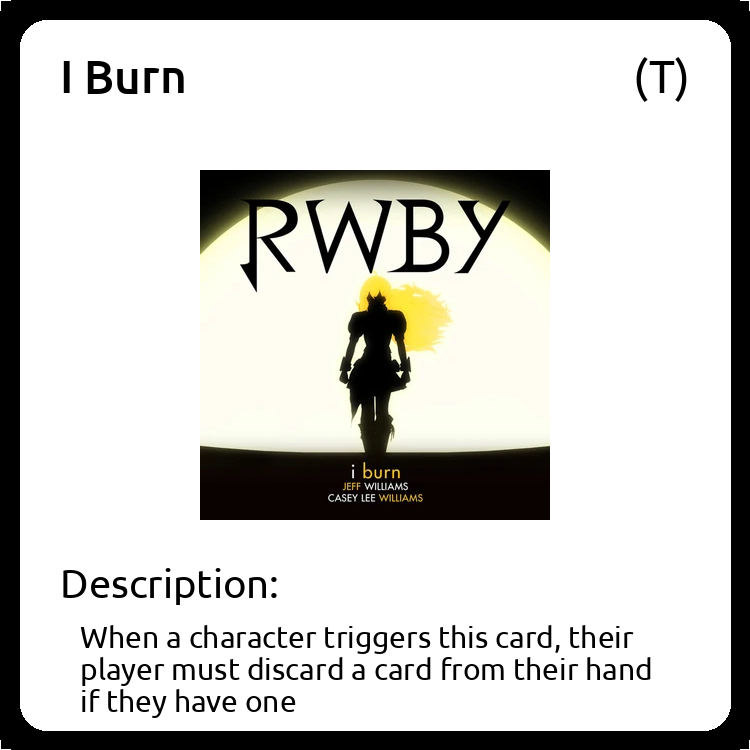 I Burn (T)
RWBY
i burn
JEFF WILLIAMS
CASEY LEE WILLIAMS
Description:
When a character triggers this card, their
player must discard a card from their hand
if they have one